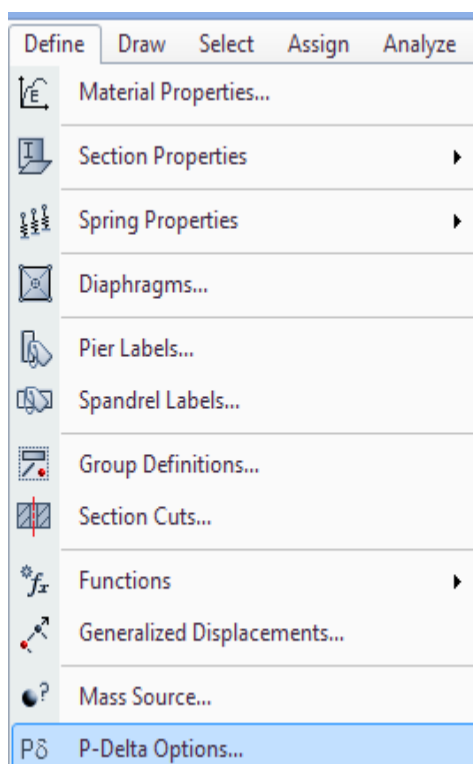 Define Draw Select Assign Analyze
Material Properties...
Section Properties
Spring Properties
Diaphragms...
Pier Labels...
Spandrel Labels...
Group Definitions...
Section Cuts...
Functions
Generalized Displacements...
Mass Source...
Pδ P-Delta Options...